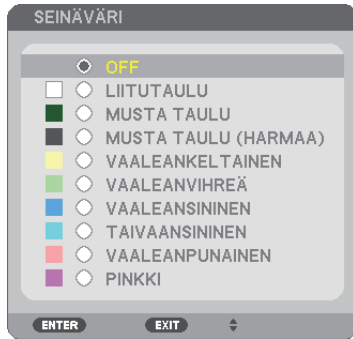 SEINÄVÄRI
OFF
LIITUTAULU
MUSTA TAULU
MUSTA TAULU (HARMAA)
VAALEANKELTAINEN
VAALEANVIHREÄ
VAALEANSININEN
TAIVAANSININEN
VAALEANPUNAINEN
PINKKI
ENTER EXIT